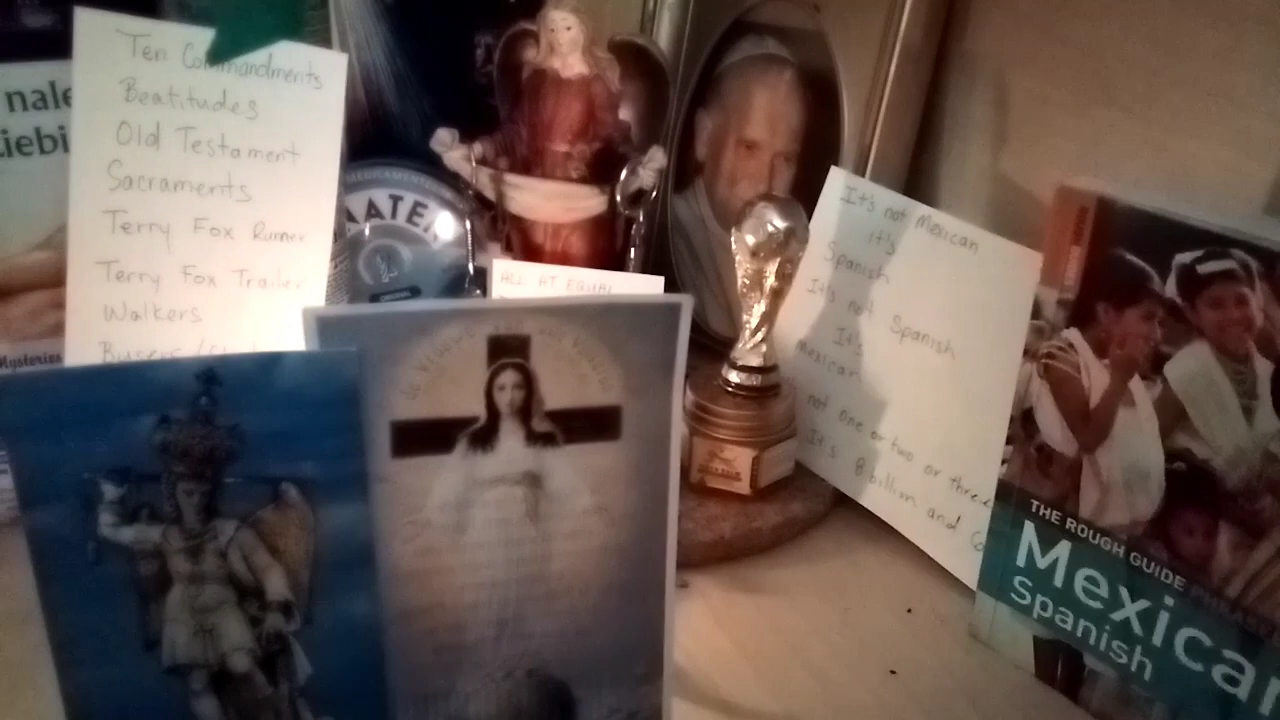 Ten Commandments
Beatitudes
Old Testament
Sacraments
Terry Fox Runner
Terry Fox Trailer
Walkers
nale
iebi
Mysteries
ALL AT EQUAL
It's not Mexican
It's
Spanish
It's not Spanish
It's
Mexican
not one or two or three
It's 8 billion and
THE ROUGH GUIDE
Mexican
Spanish